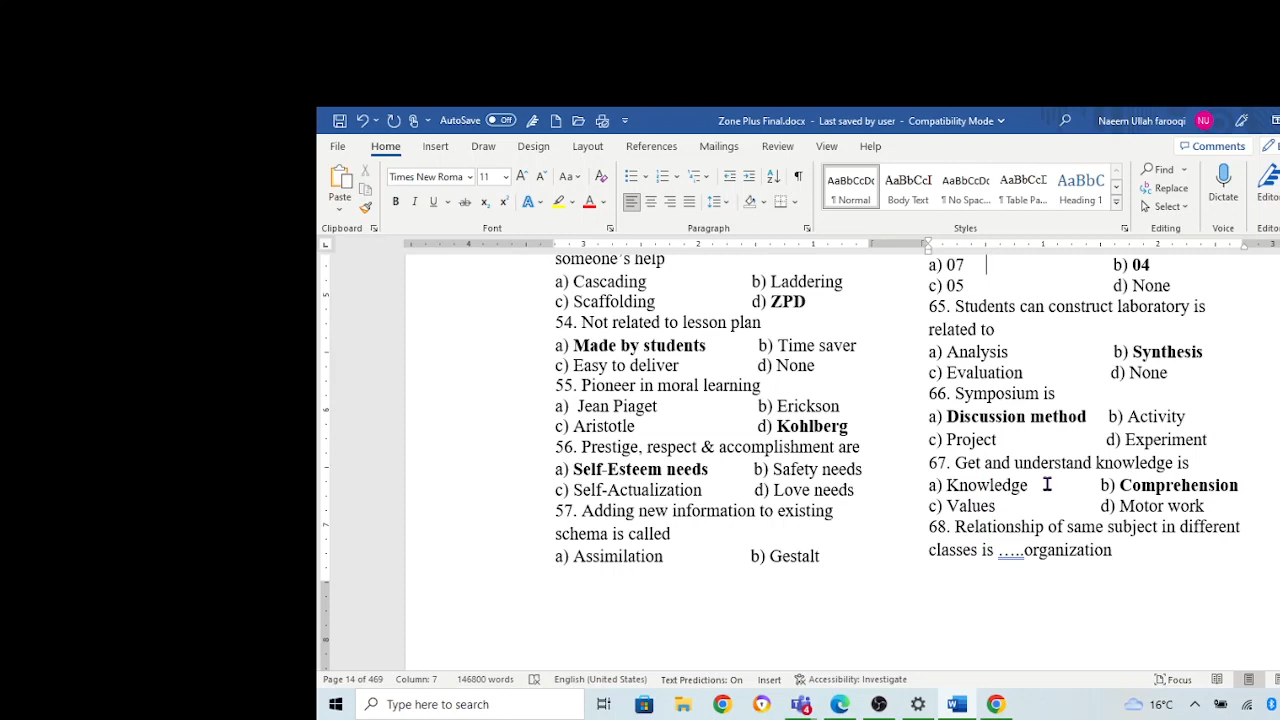 AutoSave Off Zone Plus Final.docx - Last saved by user - Compatibility Mode Naeem Ullah farooqi NU
File Home Insert Draw Design Layout References Mailings Review View Help Comments
Paste Times New Roma 11 Aa AaBbCcDc AaBbCcI AaBbCcDc AaBbCcDc AaBbC Find Replace Select Dictate
¶ Normal Body Text ¶ No Spac... ¶ Table Pa... Heading 1
Clipboard Font Paragraph Styles Voice
someone's help
a) Cascading b) Laddering
c) Scaffolding d) ZPD
54. Not related to lesson plan
a) Made by students b) Time saver
c) Easy to deliver d) None
55. Pioneer in moral learning
a) Jean Piaget b) Erickson
c) Aristotle d) Kohlberg
56. Prestige, respect & accomplishment are
a) Self-Esteem needs b) Safety needs
c) Self-Actualization d) Love needs
57. Adding new information to existing
schema is called
a) Assimilation b) Gestalt
a) 07 b) 04
c) 05 d) None
65. Students can construct laboratory is
related to
a) Analysis b) Synthesis
c) Evaluation d) None
66. Symposium is
a) Discussion method b) Activity
c) Project d) Experiment
67. Get and understand knowledge is
a) Knowledge b) Comprehension
c) Values d) Motor work
68. Relationship of same subject in different
classes is …..organization
Page 14 of 469 Column: 7 146800 words English (United States) Text Predictions: On Insert Accessibility: Investigate Focus
Type here to search 16°C